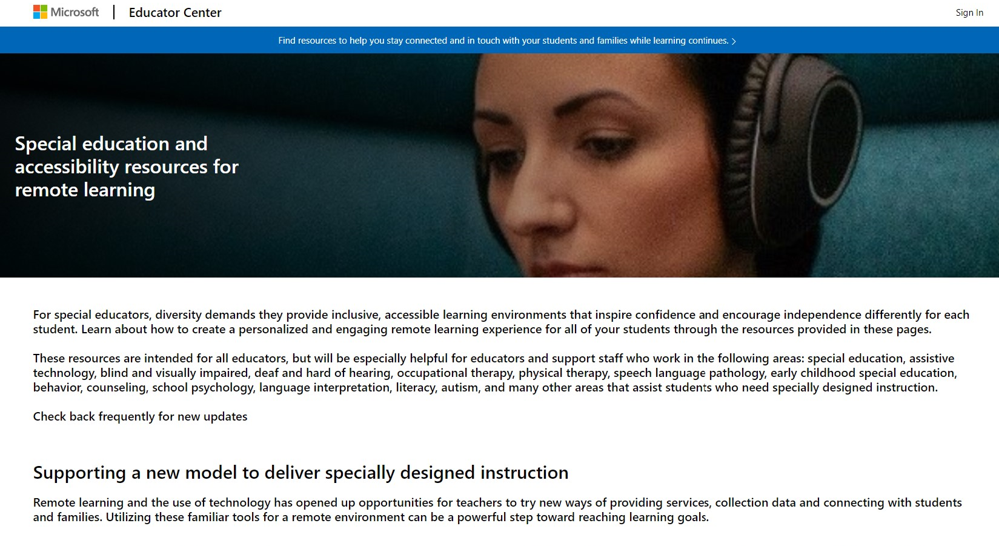 Microsoft | Educator Center
Sign In
Find resources to help you stay connected and in touch with your students and families while learning continues. >
Special education and
accessibility resources for
remote learning
For special educators, diversity demands they provide inclusive, accessible learning environments that inspire confidence and encourage independence differently for each
student. Learn about how to create a personalized and engaging remote learning experience for all of your students through the resources provided in these pages.
These resources are intended for all educators, but will be especially helpful for educators and support staff who work in the following areas: special education, assistive
technology, blind and visually impaired, deaf and hard of hearing, occupational therapy, physical therapy, speech language pathology, early childhood special education,
behavior, counseling, school psychology, language interpretation, literacy, autism, and many other areas that assist students who need specially designed instruction.
Check back frequently for new updates
Supporting a new model to deliver specially designed instruction
Remote learning and the use of technology has opened up opportunities for teachers to try new ways of providing services, collection data and connecting with students
and families. Utilizing these familiar tools for a remote environment can be a powerful step toward reaching learning goals.